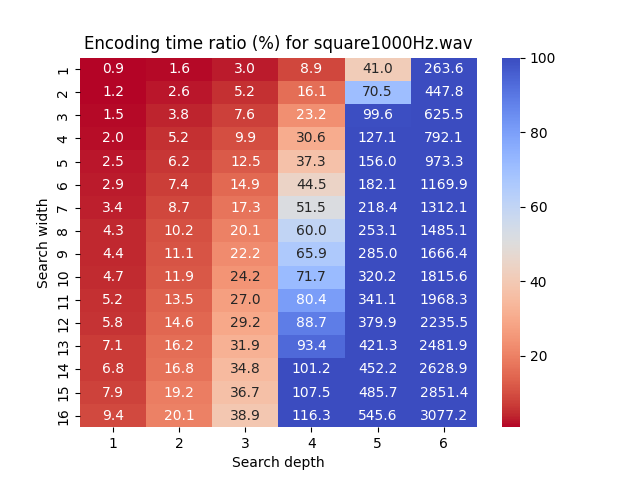 Encoding time ratio (%) for square1000Hz.wav
Search width
1 0.9 1.6 3.0 8.9 41.0 263.6
2 1.2 2.6 5.2 16.1 70.5 447.8
3 1.5 3.8 7.6 23.2 99.6 625.5
4 2.0 5.2 9.9 30.6 127.1 792.1
5 2.5 6.2 12.5 37.3 156.0 973.3
6 2.9 7.4 14.9 44.5 182.1 1169.9
7 3.4 8.7 17.3 51.5 218.4 1312.1
8 4.3 10.2 20.1 60.0 253.1 1485.1
9 4.4 11.1 22.2 65.9 285.0 1666.4
10 4.7 11.9 24.2 71.7 320.2 1815.6
11 5.2 13.5 27.0 80.4 341.1 1968.3
12 5.8 14.6 29.2 88.7 379.9 2235.5
13 7.1 16.2 31.9 93.4 421.3 2481.9
14 6.8 16.8 34.8 101.2 452.2 2628.9
15 7.9 19.2 36.7 107.5 485.7 2851.4
16 9.4 20.1 38.9 116.3 545.6 3077.2
1 2 3 4 5 6
Search depth
100
80
60
40
20